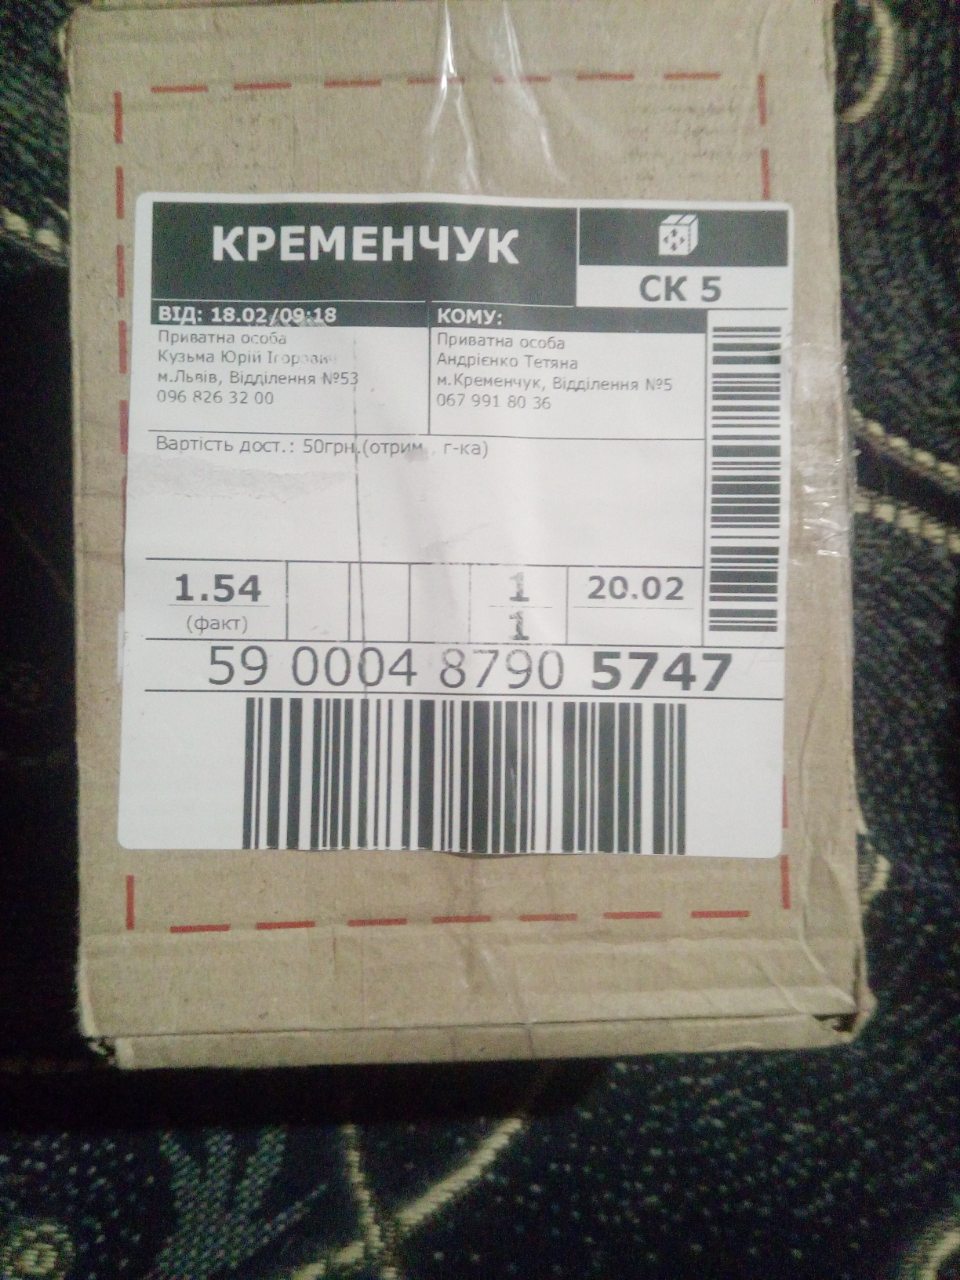 КРЕМЕНЧУК
СК 5
ВІД: 18.02/09:18
Приватна особа
Кузьма Юрій Ігорович
м.Львів, Відділення №53
096 826 32 00
КОМУ:
Приватна особа
Андрієнко Тетяна
м.Кременчук, Відділення №5
067 991 80 36
Вартість дост.: 50грн.(отрим , г-ка)
1.54
(факт)
1
1
20.02
59 0004 8790 5747